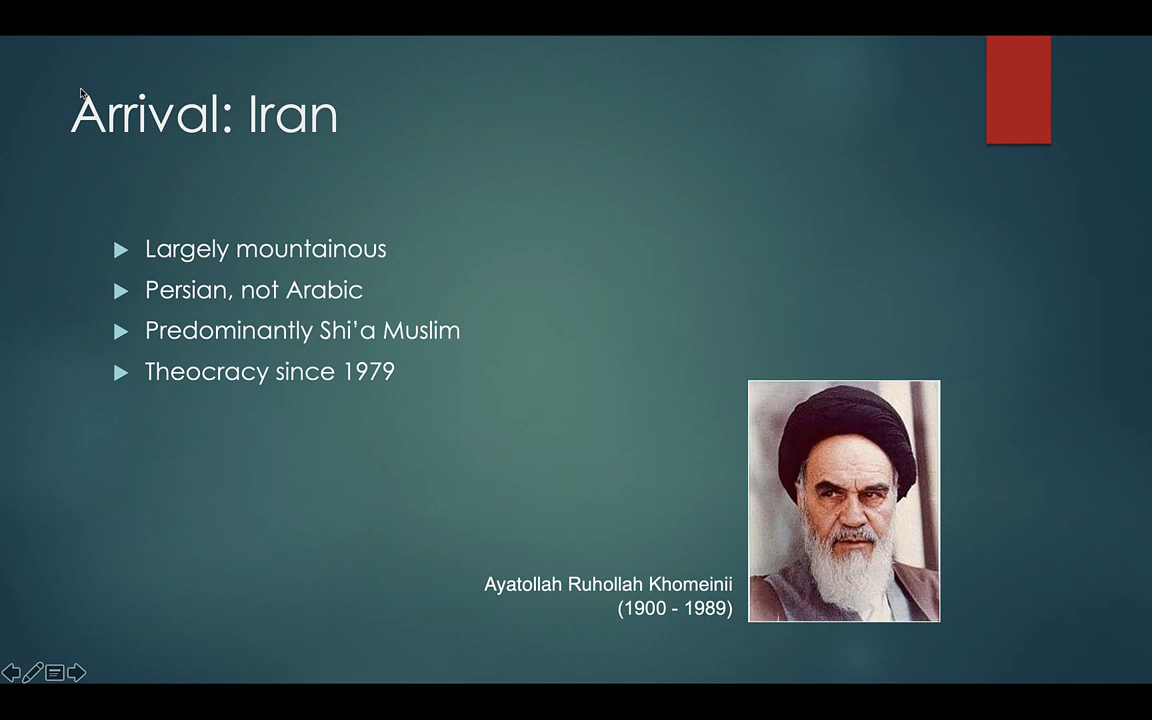 Arrival: Iran
Largely mountainous
Persian, not Arabic
Predominantly Shi’a Muslim
Theocracy since 1979
Ayatollah Ruhollah Khomeinii
(1900 - 1989)